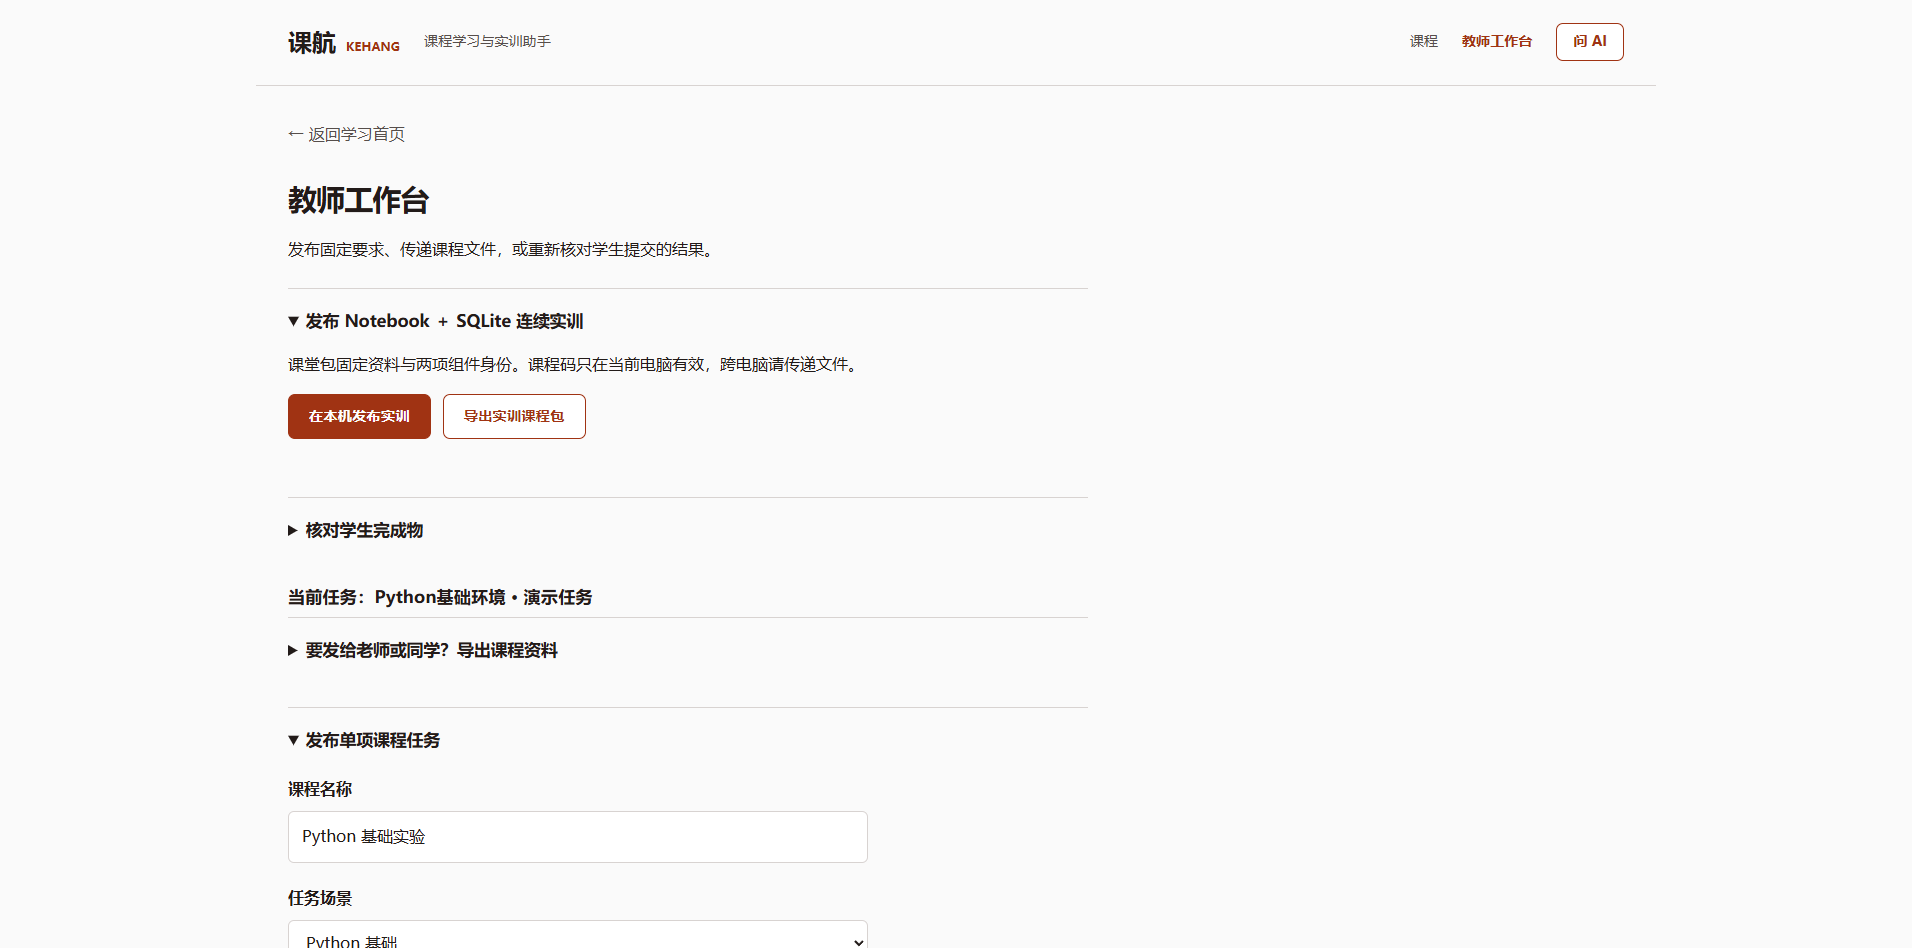 课航 KEHANG 课程学习与实训助手 课程 教师工作台 问 AI
← 返回学习首页
教师工作台
发布固定要求、传递课程文件，或重新核对学生提交的结果。
▼ 发布 Notebook + SQLite 连续实训
课堂包固定资料与两项组件身份。课程码只在当前电脑有效，跨电脑请传递文件。
在本机发布实训 导出实训课程包
▶ 核对学生完成物
当前任务：Python基础环境 · 演示任务
▶ 要发给老师或同学？导出课程资料
▼ 发布单项课程任务
课程名称
Python 基础实验
任务场景
Python 基础